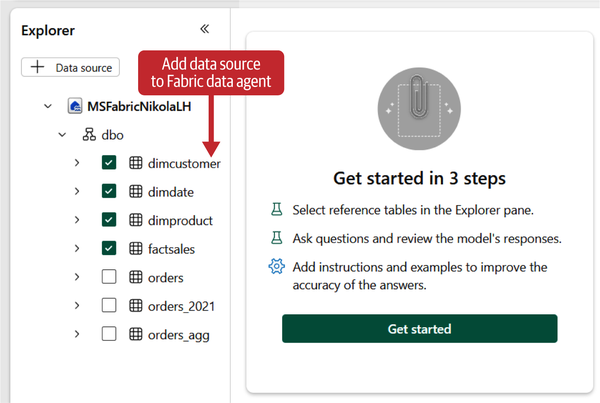 Explorer
Data source
Add data source
to Fabric data agent
MSFabricNikolaLH
dbo
dimcustomer
dimdate
dimproduct
factsales
orders
orders_2021
orders_agg
Get started in 3 steps
Select reference tables in the Explorer pane.
Ask questions and review the model's responses.
Add instructions and examples to improve the
accuracy of the answers.
Get started